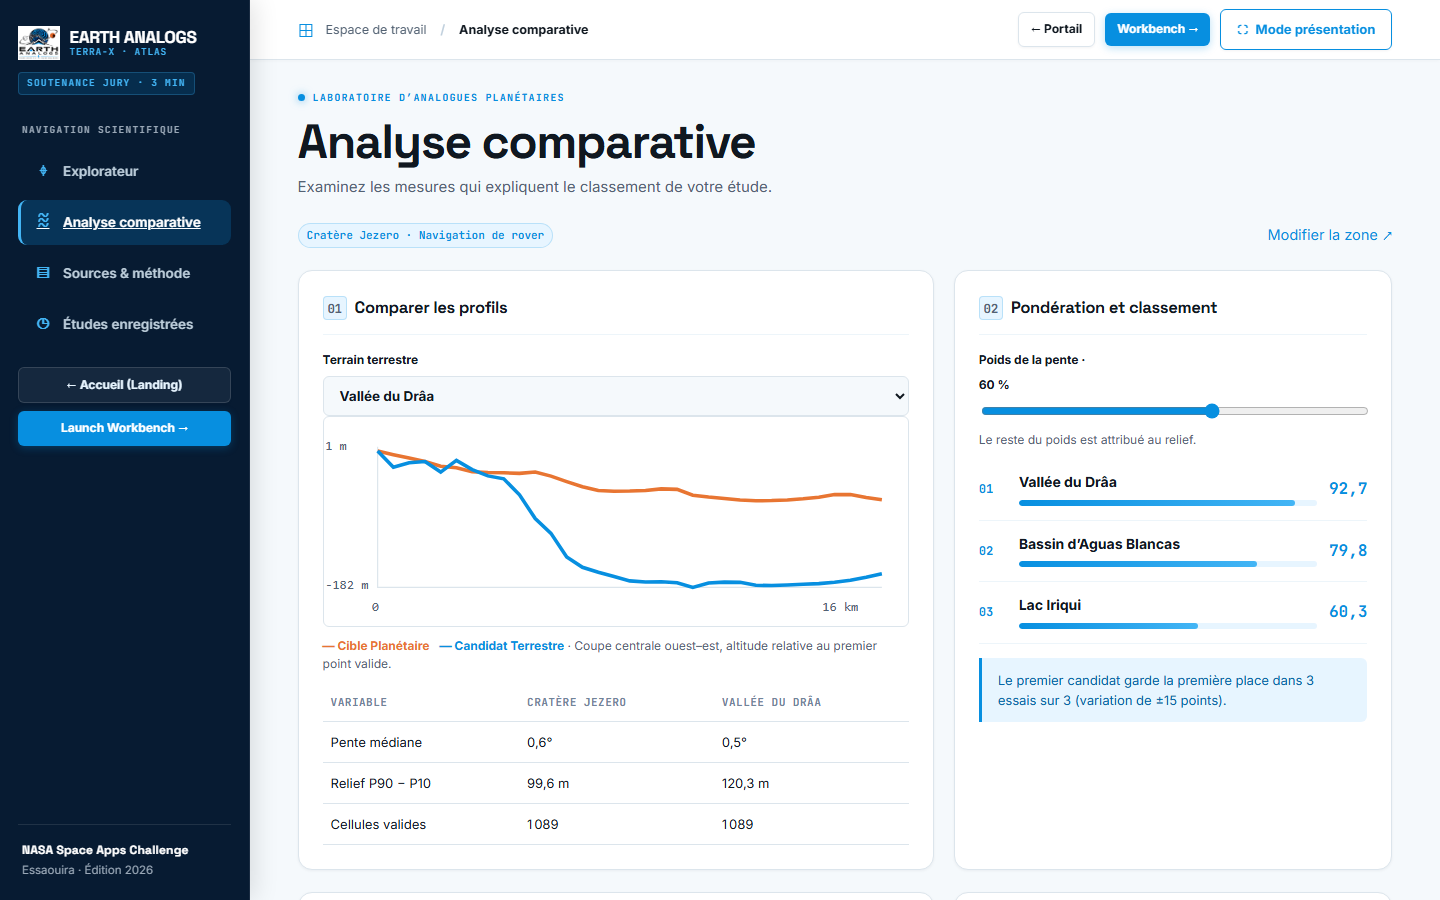 EARTH ANALOGS
TERRA-X · ATLAS
SOUTENANCE JURY · 3 MIN
NAVIGATION SCIENTIFIQUE
Explorateur
Analyse comparative
Sources & méthode
Études enregistrées
← Accueil (Landing)
Launch Workbench →
NASA Space Apps Challenge
Essaouira · Édition 2026
Espace de travail / Analyse comparative
← Portail
Workbench →
Mode présentation
LABORATOIRE D’ANALOGUES PLANÉTAIRES
Analyse comparative
Examinez les mesures qui expliquent le classement de votre étude.
Cratère Jezero · Navigation de rover
Modifier la zone ↗
01 Comparer les profils
Terrain terrestre
Vallée du Drâa
1 m
-182 m
0
16 km
— Cible Planétaire — Candidat Terrestre · Coupe centrale ouest–est, altitude relative au premier
point valide.
VARIABLE CRATÈRE JEZERO VALLÉE DU DRÂA
Pente médiane 0,6° 0,5°
Relief P90 − P10 99,6 m 120,3 m
Cellules valides 1 089 1 089
02 Pondération et classement
Poids de la pente ·
60 %
Le reste du poids est attribué au relief.
01 Vallée du Drâa 92,7
02 Bassin d’Aguas Blancas 79,8
03 Lac Iriqui 60,3
Le premier candidat garde la première place dans 3
essais sur 3 (variation de ±15 points).